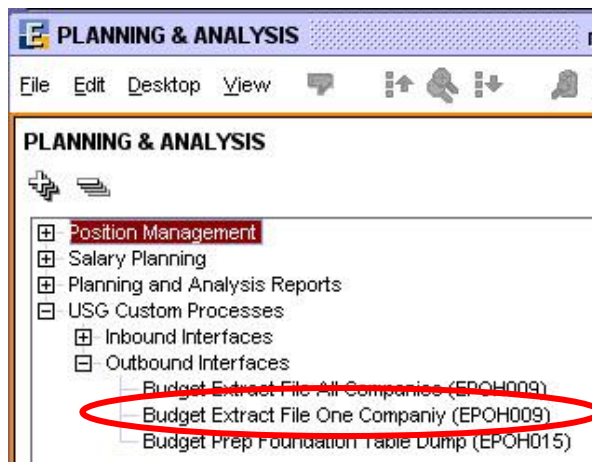 E PLANNING & ANALYSIS
File Edit Desktop View
PLANNING & ANALYSIS
Position Management
Salary Planning
Planning and Analysis Reports
USG Custom Processes
Inbound Interfaces
Outbound Interfaces
Budget Extract File All Companies (EPOH009)
Budget Extract File One Companiy (EPOH009)
Budget Prep Foundation Table Dump (EPOH015)